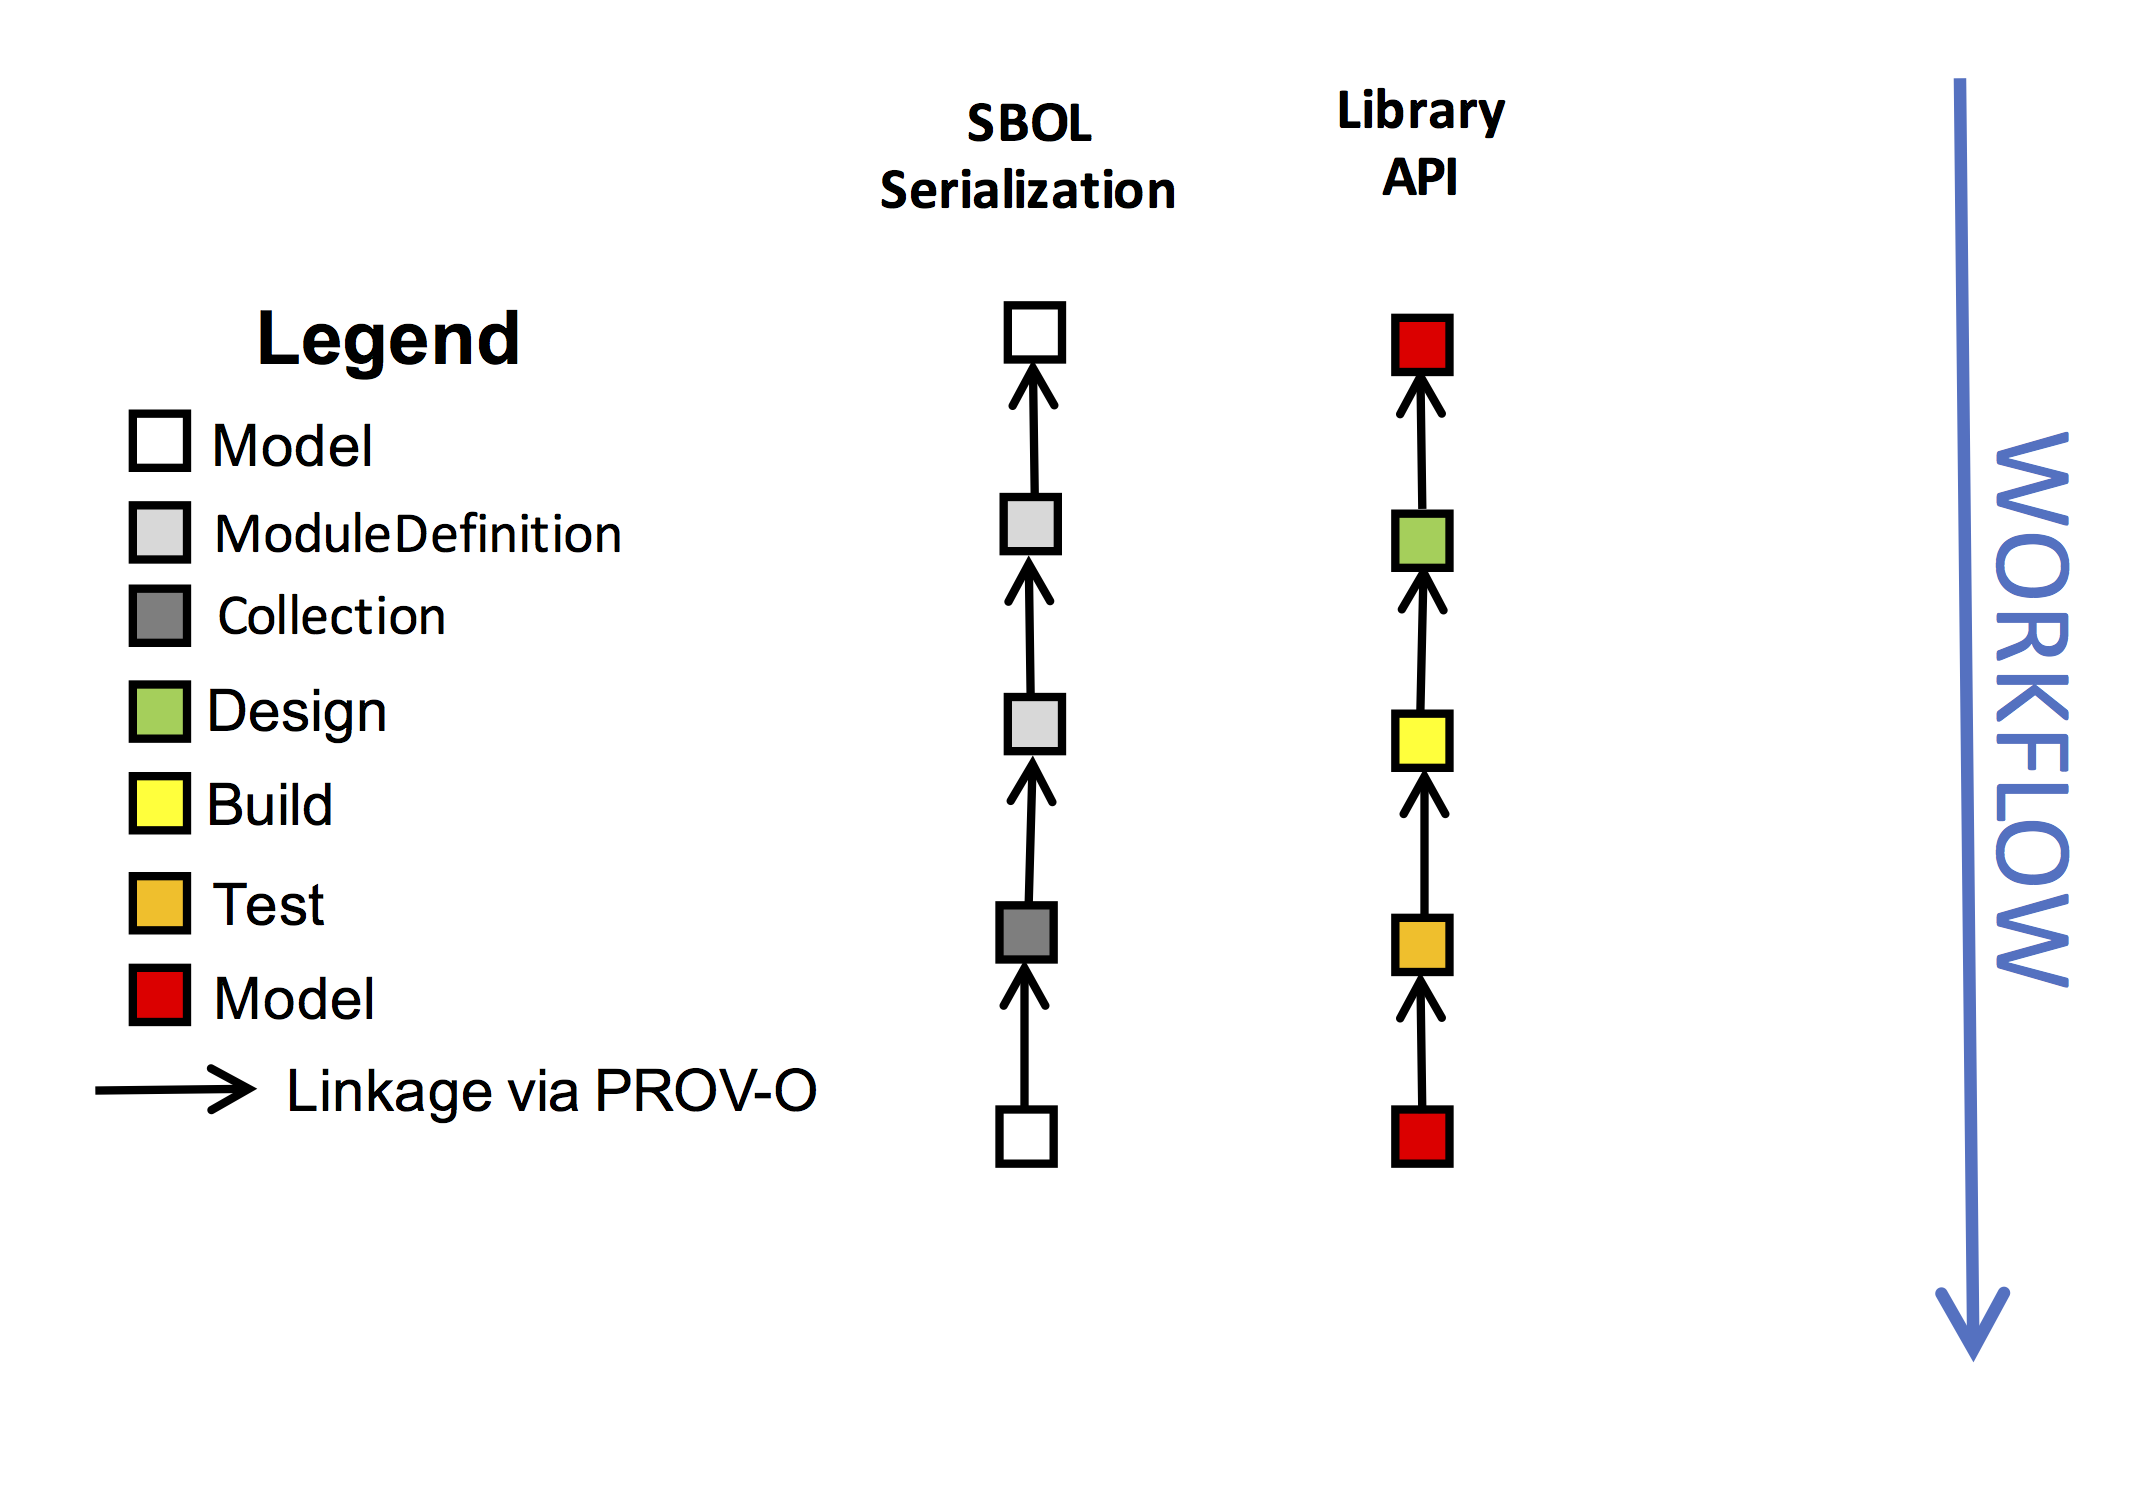 SBOL
Serialization
Library
API
Legend
Model
ModuleDefinition
Collection
Design
Build
Test
Model
Linkage via PROV-O
WORKFLOW